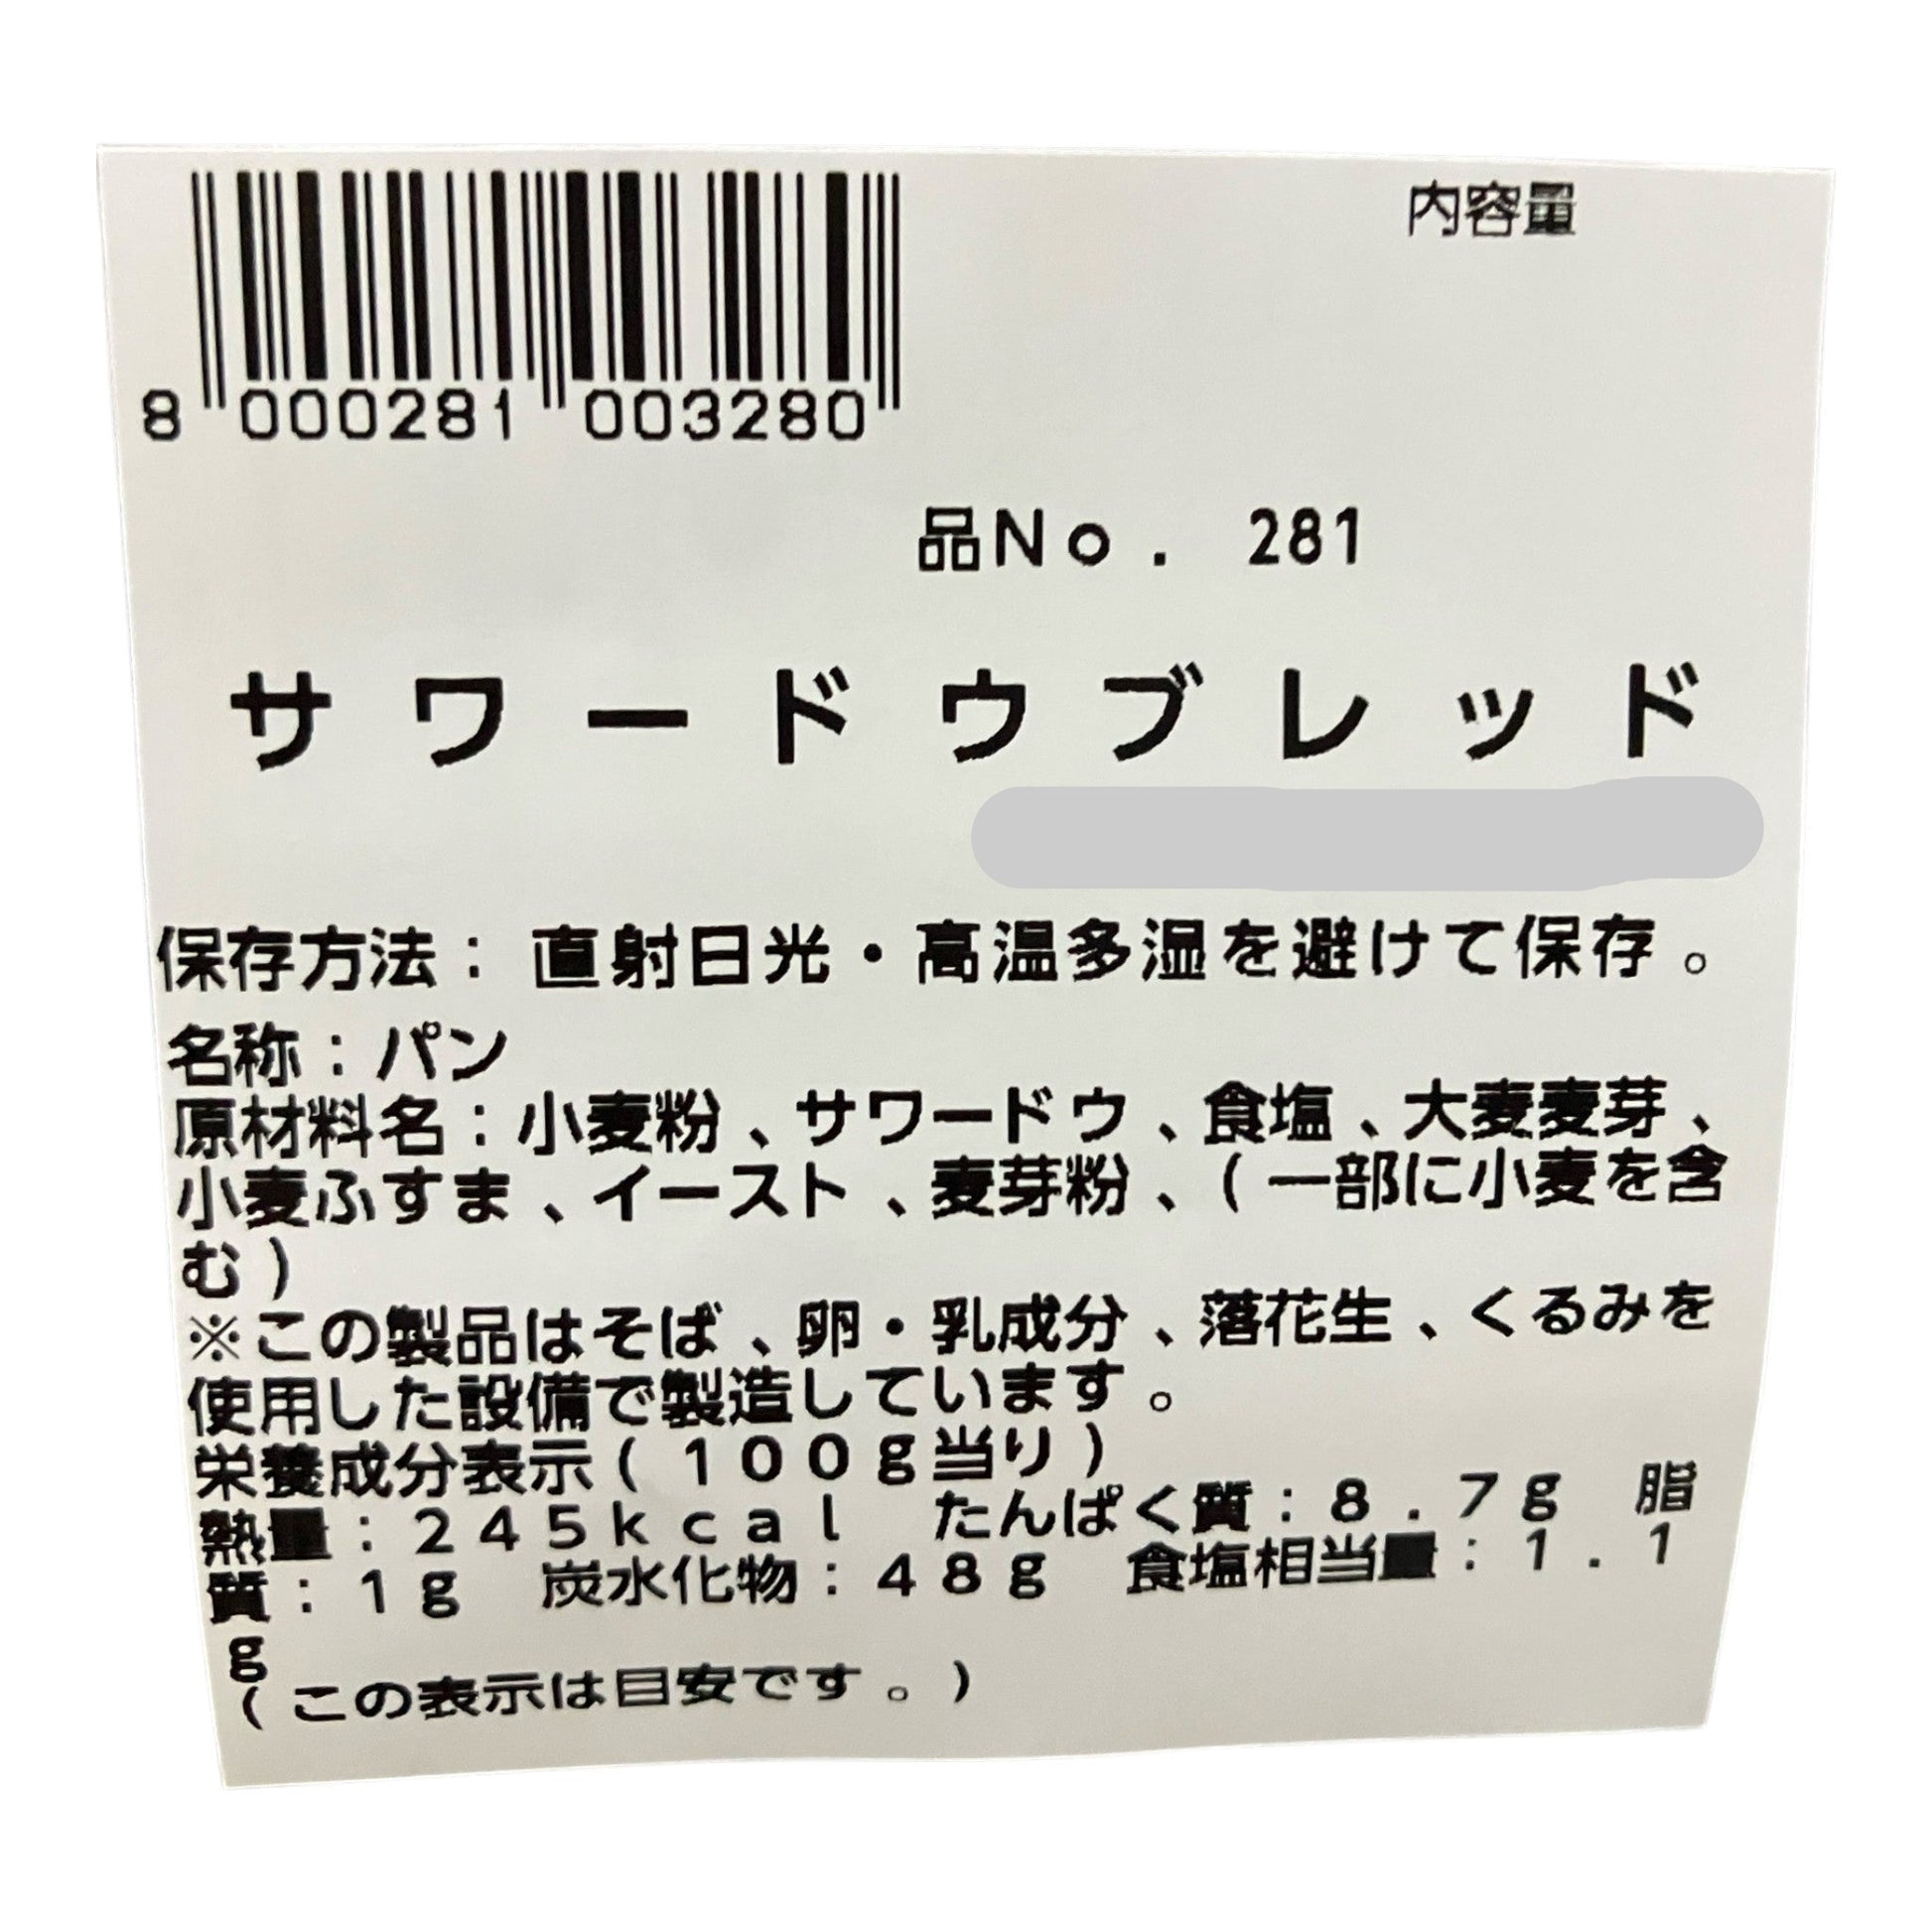 内容量
8 000281 003280
品No. 281
サワードウブレッド
保存方法: 直射日光・高温多湿を避けて保存。
名称:パン
原材料名:小麦粉、サワードウ、食塩、大麦麦芽、
小麦ふすま、イースト、麦芽粉、(一部に小麦を含
む)
※この製品はそば、卵・乳成分、落花生、くるみを
使用した設備で製造しています。
栄養成分表示(100g当り)
熱量:245kcal たんぱく質:8.7g 脂
質:1g 炭水化物:48g 食塩相当量:1.1
g
(この表示は目安です。)